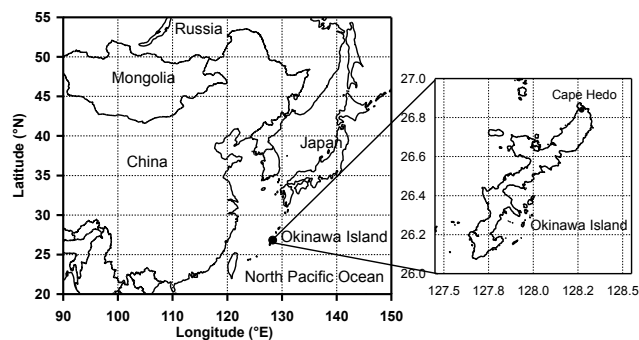 55
50
45
40
35
30
25
20
Latitude (°N)
Russia
Mongolia
China
Japan
Okinawa Island
North Pacific Ocean
90 100 110 120 130 140 150
Longitude (°E)
27.0
26.8
26.6
26.4
26.2
26.0
Cape Hedo
Okinawa Island
127.5 127.8 128.0 128.2 128.5